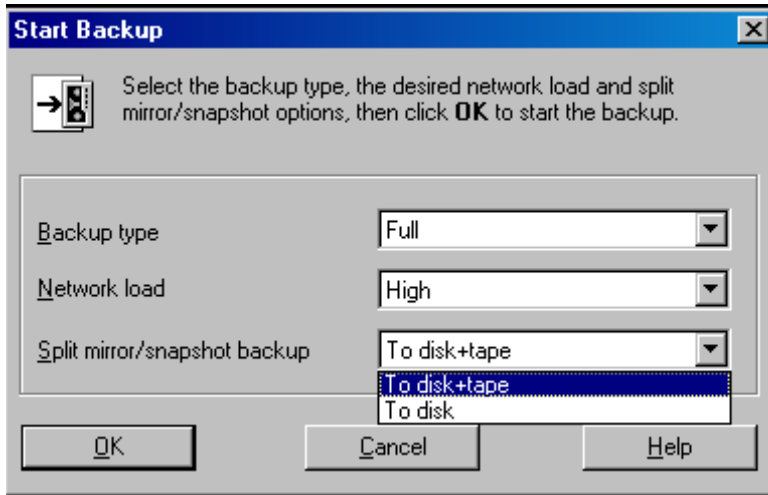 Start Backup
Select the backup type, the desired network load and split
mirror/snapshot options, then click OK to start the backup.
Backup type
Full
Network load
High
Split mirror/snapshot backup
To disk+tape
To disk+tape
To disk
OK
Cancel
Help